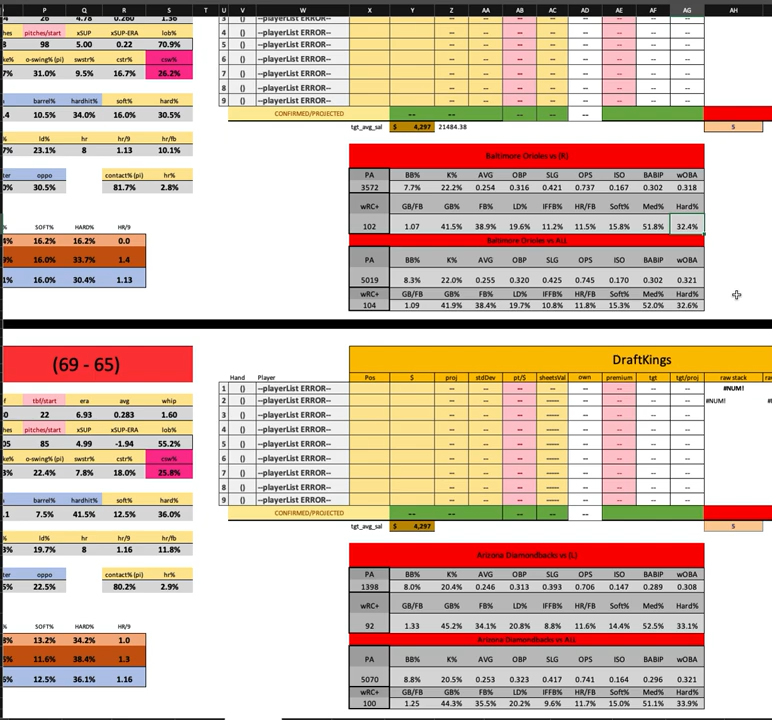 P Q R S U V W X Y Z AA AB AC AD AE AF AG AH
26 4.78 0.260 1.36 3 () --playerList ERROR-- -- -- -- -- ----- -- -- -- --
pitches/start xSUP xSUP-ERA lob% 4 () --playerList ERROR-- -- -- -- -- ----- -- -- -- --
98 5.00 0.22 70.9% 5 () --playerList ERROR-- -- -- -- -- ----- -- -- -- --
o-swing% (pi) swstr% cstr% csw% 6 () --playerList ERROR-- -- -- -- -- ----- -- -- -- --
31.0% 9.5% 16.7% 26.2% 7 () --playerList ERROR-- -- -- -- -- ----- -- -- -- --
8 () --playerList ERROR-- -- -- -- -- ----- -- -- -- --
barrel% hardhit% soft% hard% 9 () --playerList ERROR-- -- -- -- -- ----- -- -- -- --
.4 10.5% 34.0% 16.0% 30.5% CONFIRMED/PROJECTED -- -- --
% ld% hr hr/9 hr/fb tgt_avg_sal $ 4,297 21484.38 5
7% 23.1% 8 1.13 10.1%
Baltimore Orioles vs (R)
ter oppo contact% (pi) hr% PA BB% K% AVG OBP SLG OPS ISO BABIP wOBA
0% 30.5% 81.7% 2.8% 3572 7.7% 22.2% 0.254 0.316 0.421 0.737 0.167 0.302 0.318
wRC+ GB/FB GB% FB% LD% IFFB% HR/FB Soft% Med% Hard%
SOFT% HARD% HR/9 102 1.07 41.5% 38.9% 19.6% 11.2% 11.5% 15.8% 51.8% 32.4%
4% 16.2% 16.2% 0.0 Baltimore Orioles vs ALL
9% 16.0% 33.7% 1.4 PA BB% K% AVG OBP SLG OPS ISO BABIP wOBA
1% 16.0% 30.4% 1.13 5019 8.3% 22.0% 0.255 0.320 0.425 0.745 0.170 0.302 0.321
wRC+ GB/FB GB% FB% LD% IFFB% HR/FB Soft% Med% Hard%
104 1.09 41.9% 38.4% 19.7% 10.8% 11.8% 15.3% 52.0% 32.6%
(69 - 65) DraftKings
Hand Player Pos $ proj stdDev pt/$ sheetsVal own premium tgt tgt/proj raw stack
1 () --playerList ERROR-- -- -- -- -- ----- -- -- -- -- #NUM!
tbf/start era avg whip 2 () --playerList ERROR-- -- -- -- -- ----- -- -- -- -- #NUM!
22 6.93 0.283 1.60 3 () --playerList ERROR-- -- -- -- -- ----- -- -- -- --
pitches/start xSUP xSUP-ERA lob% 4 () --playerList ERROR-- -- -- -- -- ----- -- -- -- --
05 85 4.99 -1.94 55.2% 5 () --playerList ERROR-- -- -- -- -- ----- -- -- -- --
ke% o-swing% (pi) swstr% cstr% csw% 6 () --playerList ERROR-- -- -- -- -- ----- -- -- -- --
3% 22.4% 7.8% 18.0% 25.8% 7 () --playerList ERROR-- -- -- -- -- ----- -- -- -- --
8 () --playerList ERROR-- -- -- -- -- ----- -- -- -- --
barrel% hardhit% soft% hard% 9 () --playerList ERROR-- -- -- -- -- ----- -- -- -- --
.1 7.5% 41.5% 12.5% 36.0% CONFIRMED/PROJECTED -- -- --
% ld% hr hr/9 hr/fb tgt_avg_sal $ 4,297 5
3% 19.7% 8 1.16 11.8%
Arizona Diamondbacks vs (L)
ter oppo contact% (pi) hr% PA BB% K% AVG OBP SLG OPS ISO BABIP wOBA
5% 22.5% 80.2% 2.9% 1398 8.0% 20.4% 0.246 0.313 0.393 0.706 0.147 0.289 0.308
wRC+ GB/FB GB% FB% LD% IFFB% HR/FB Soft% Med% Hard%
SOFT% HARD% HR/9 92 1.33 45.2% 34.1% 20.8% 8.8% 11.6% 14.4% 52.5% 33.1%
3% 13.2% 34.2% 1.0 Arizona Diamondbacks vs ALL
5% 11.6% 38.4% 1.3 PA BB% K% AVG OBP SLG OPS ISO BABIP wOBA
6% 12.5% 36.1% 1.16 5070 8.8% 20.5% 0.253 0.323 0.417 0.741 0.164 0.296 0.321
wRC+ GB/FB GB% FB% LD% IFFB% HR/FB Soft% Med% Hard%
100 1.25 44.3% 35.5% 20.2% 9.6% 11.7% 15.0% 51.1% 33.9%